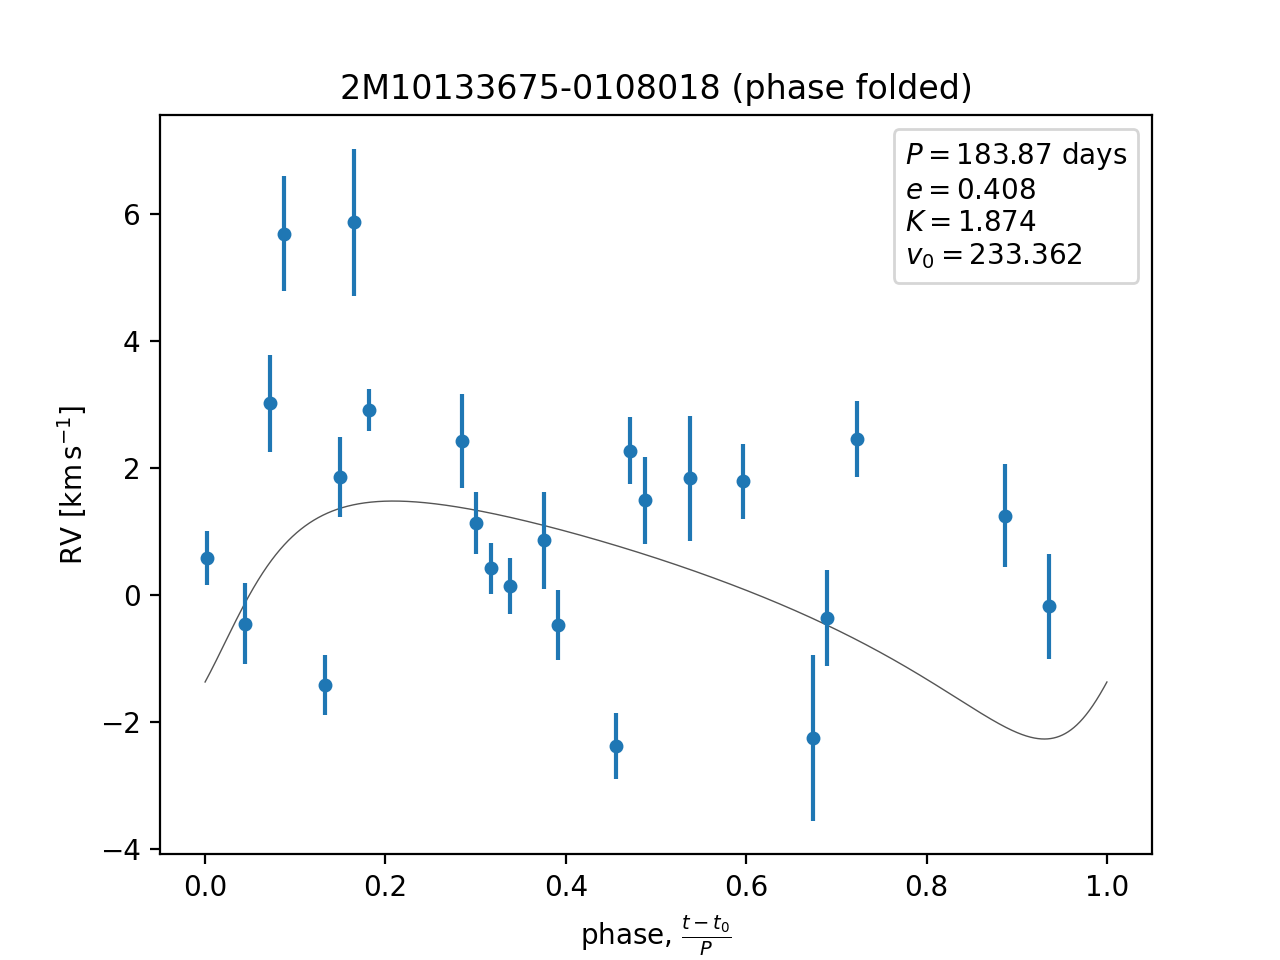 2M10133675-0108018 (phase folded)
P = 183.87 days
e = 0.408
K = 1.874
v₀ = 233.362
RV [km s⁻¹]
6
4
2
0
−2
−4
0.0 0.2 0.4 0.6 0.8 1.0
phase, (t − t₀)/P